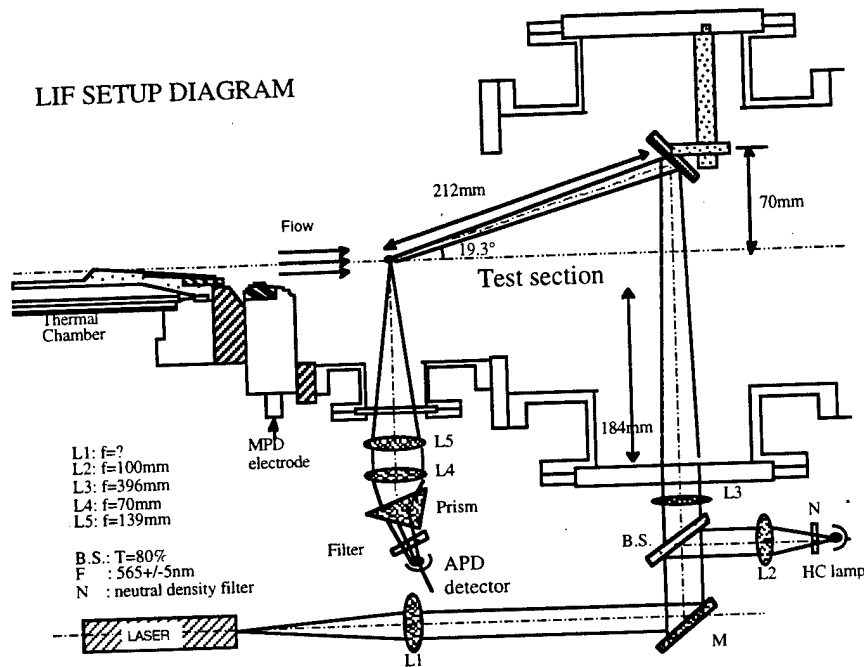 LIF SETUP DIAGRAM
212mm
70mm
Flow
19.3°
Test section
Thermal
Chamber
184mm
MPD
electrode
L5
L4
L3
Prism
N
L1: f=?
L2: f=100mm
L3: f=396mm
L4: f=70mm
L5: f=139mm
B.S.
Filter
APD
detector
L2
HC lamp
B.S.: T=80%
F : 565+/-5nm
N : neutral density filter
LASER
L1
M